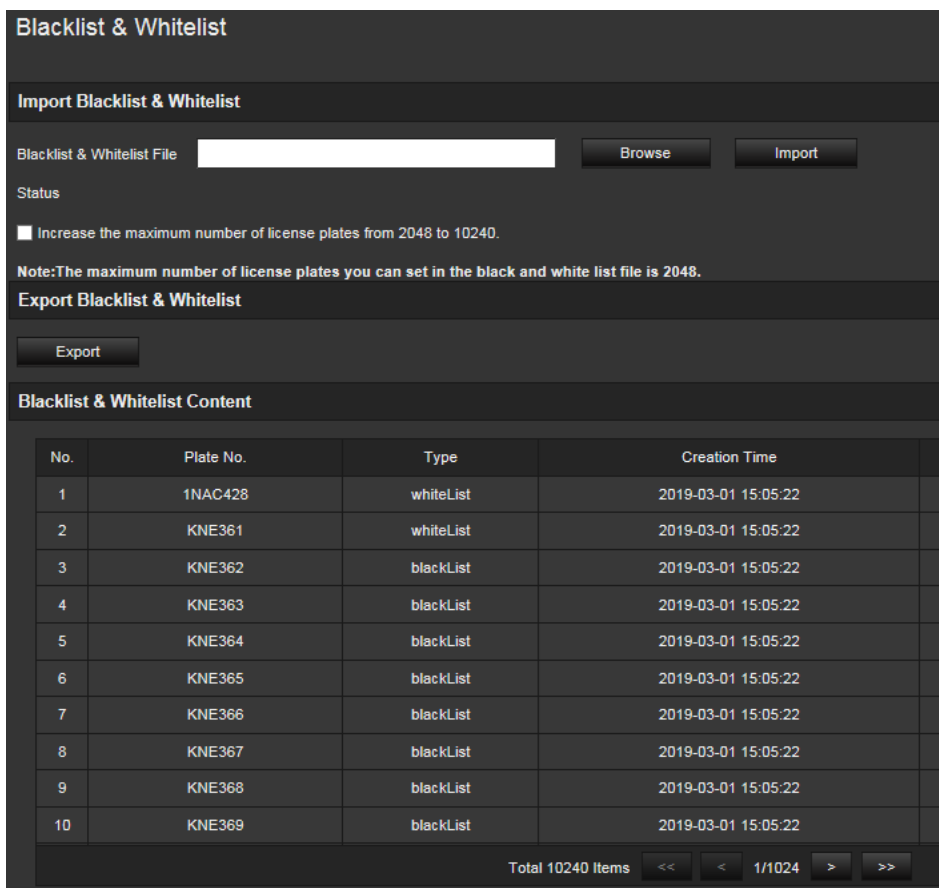 Blacklist & Whitelist
Import Blacklist & Whitelist
Blacklist & Whitelist File Browse Import
Status
Increase the maximum number of license plates from 2048 to 10240.
Note:The maximum number of license plates you can set in the black and white list file is 2048.
Export Blacklist & Whitelist
Export
Blacklist & Whitelist Content
No. Plate No. Type Creation Time
1 1NAC428 whiteList 2019-03-01 15:05:22
2 KNE361 whiteList 2019-03-01 15:05:22
3 KNE362 blackList 2019-03-01 15:05:22
4 KNE363 blackList 2019-03-01 15:05:22
5 KNE364 blackList 2019-03-01 15:05:22
6 KNE365 blackList 2019-03-01 15:05:22
7 KNE366 blackList 2019-03-01 15:05:22
8 KNE367 blackList 2019-03-01 15:05:22
9 KNE368 blackList 2019-03-01 15:05:22
10 KNE369 blackList 2019-03-01 15:05:22
Total 10240 Items << < 1/1024 > >>